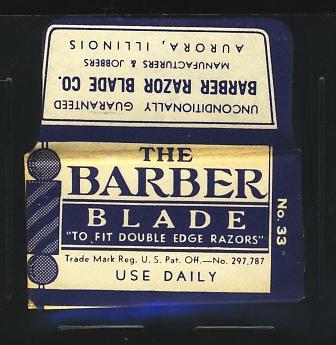 UNCONDITIONALLY GUARANTEED
BARBER RAZOR BLADE CO.
MANUFACTURERS & JOBBERS
AURORA, ILLINOIS
THE
BARBER
BLADE
"TO FIT DOUBLE EDGE RAZORS"
Trade Mark Reg. U. S. Pat. Off.—No. 297,787
USE DAILY
No. 33